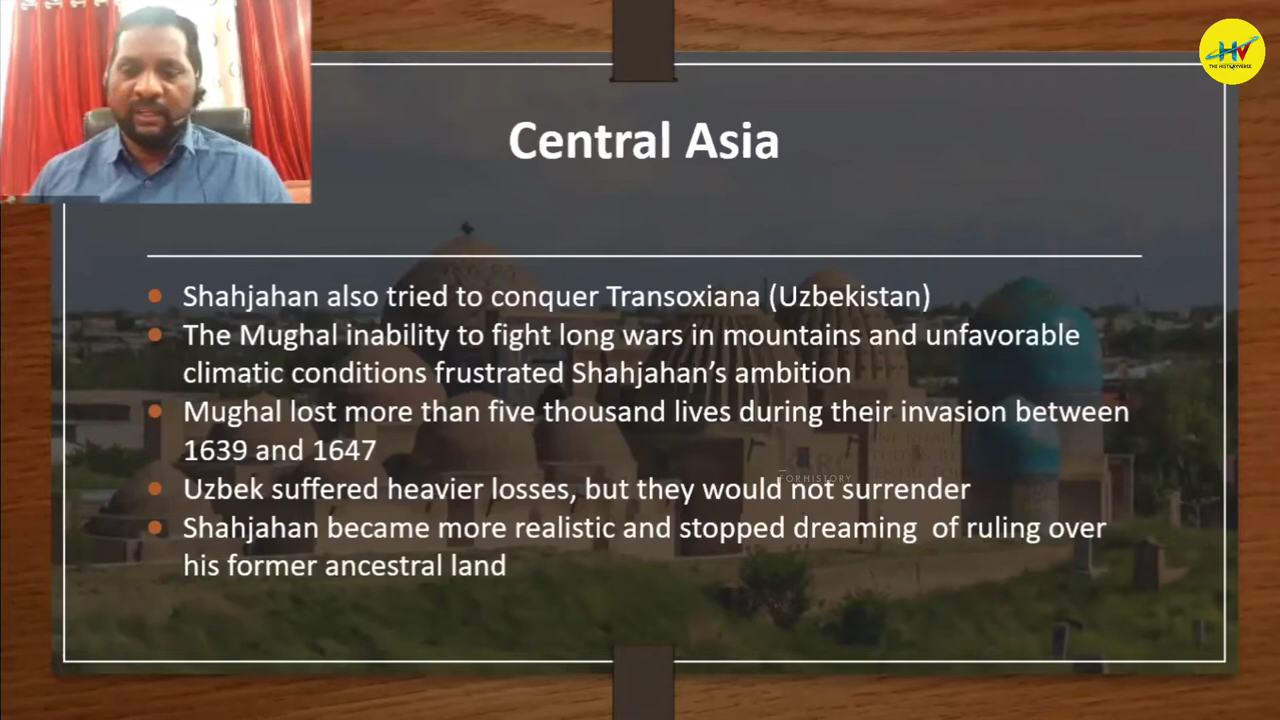 HV
THE HISTORYVERSE
Central Asia
Shahjahan also tried to conquer Transoxiana (Uzbekistan)
The Mughal inability to fight long wars in mountains and unfavorable
climatic conditions frustrated Shahjahan’s ambition
Mughal lost more than five thousand lives during their invasion between
1639 and 1647
Uzbek suffered heavier losses, but they would not surrender
Shahjahan became more realistic and stopped dreaming of ruling over
his former ancestral land